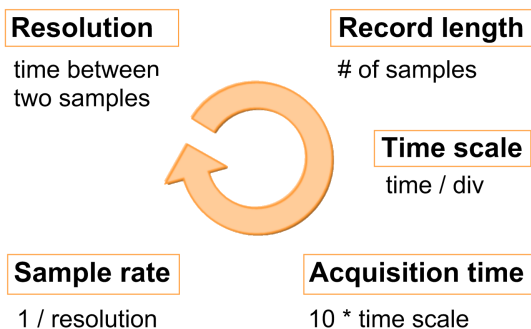 Resolution
time between
two samples
Record length
# of samples
Time scale
time / div
Sample rate
1 / resolution
Acquisition time
10 * time scale